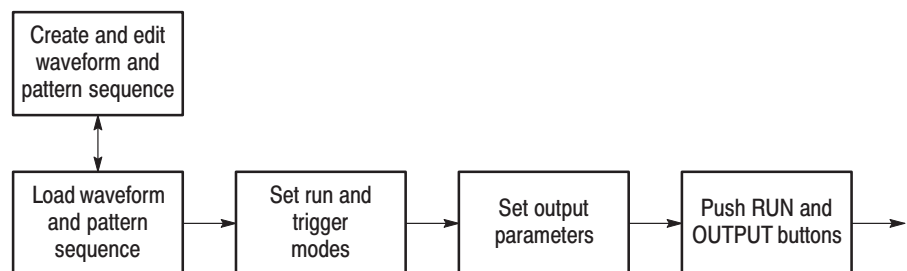 Create and edit
waveform and
pattern sequence
Load waveform
and pattern
sequence
Set run and
trigger
modes
Set output
parameters
Push RUN and
OUTPUT buttons